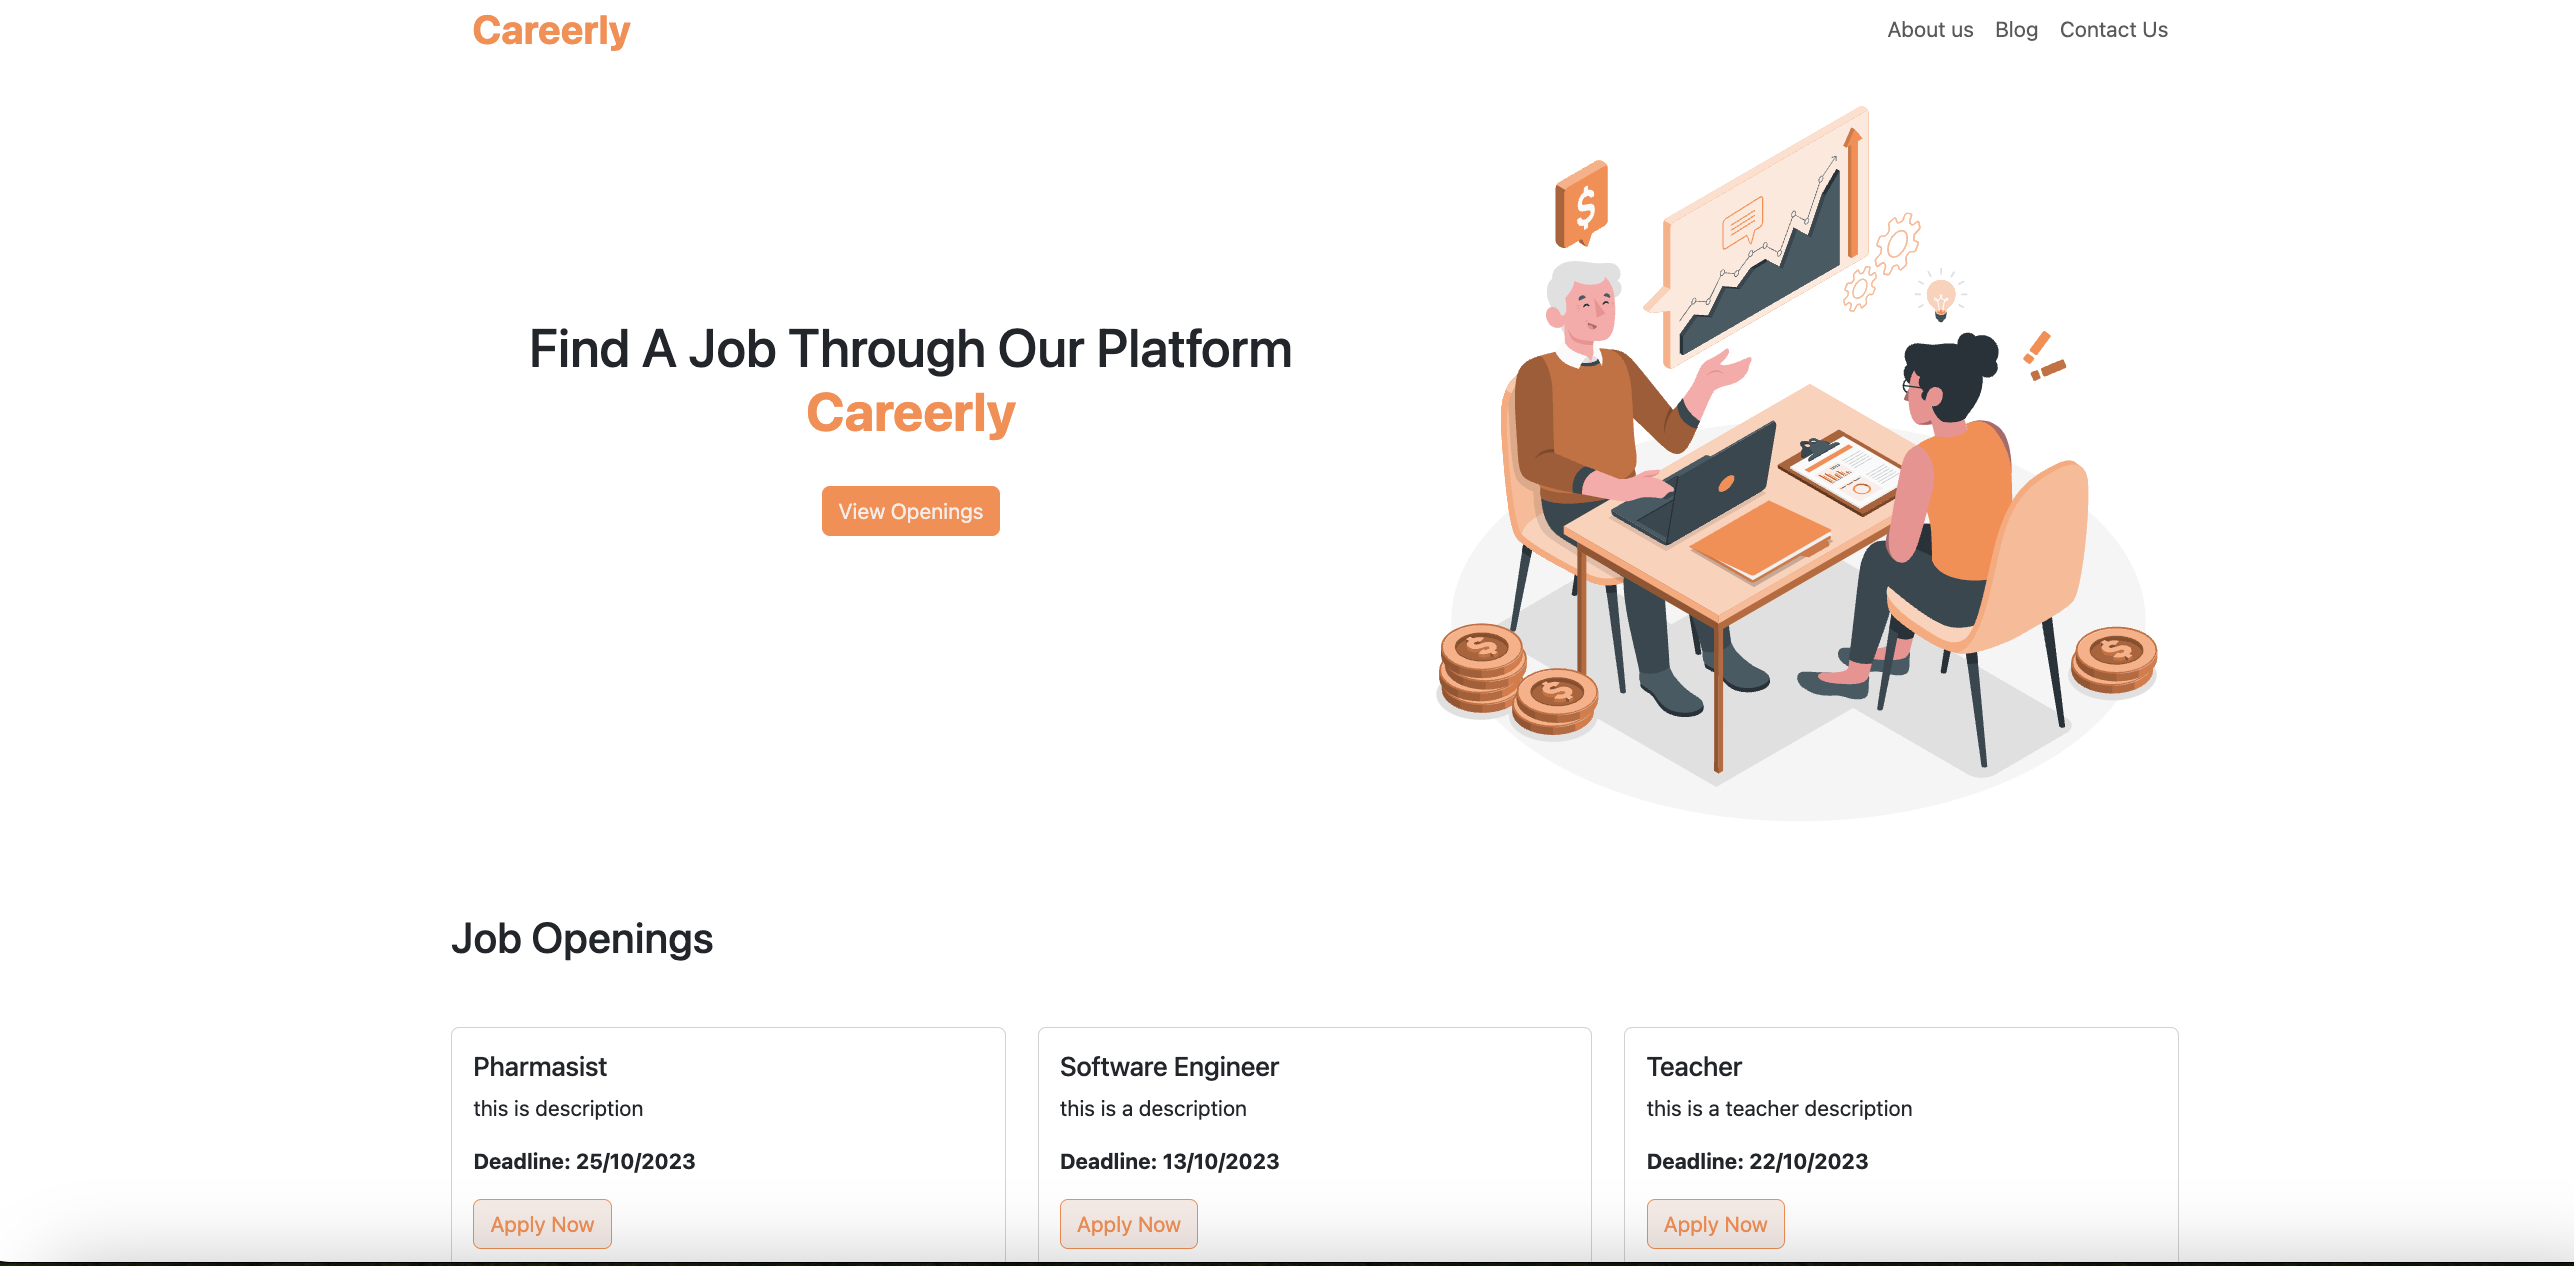 Careerly
About us Blog Contact Us
$
Find A Job Through Our Platform
Careerly
View Openings
Job Openings
Pharmasist
this is description
Deadline: 25/10/2023
Apply Now
Software Engineer
this is a description
Deadline: 13/10/2023
Apply Now
Teacher
this is a teacher description
Deadline: 22/10/2023
Apply Now